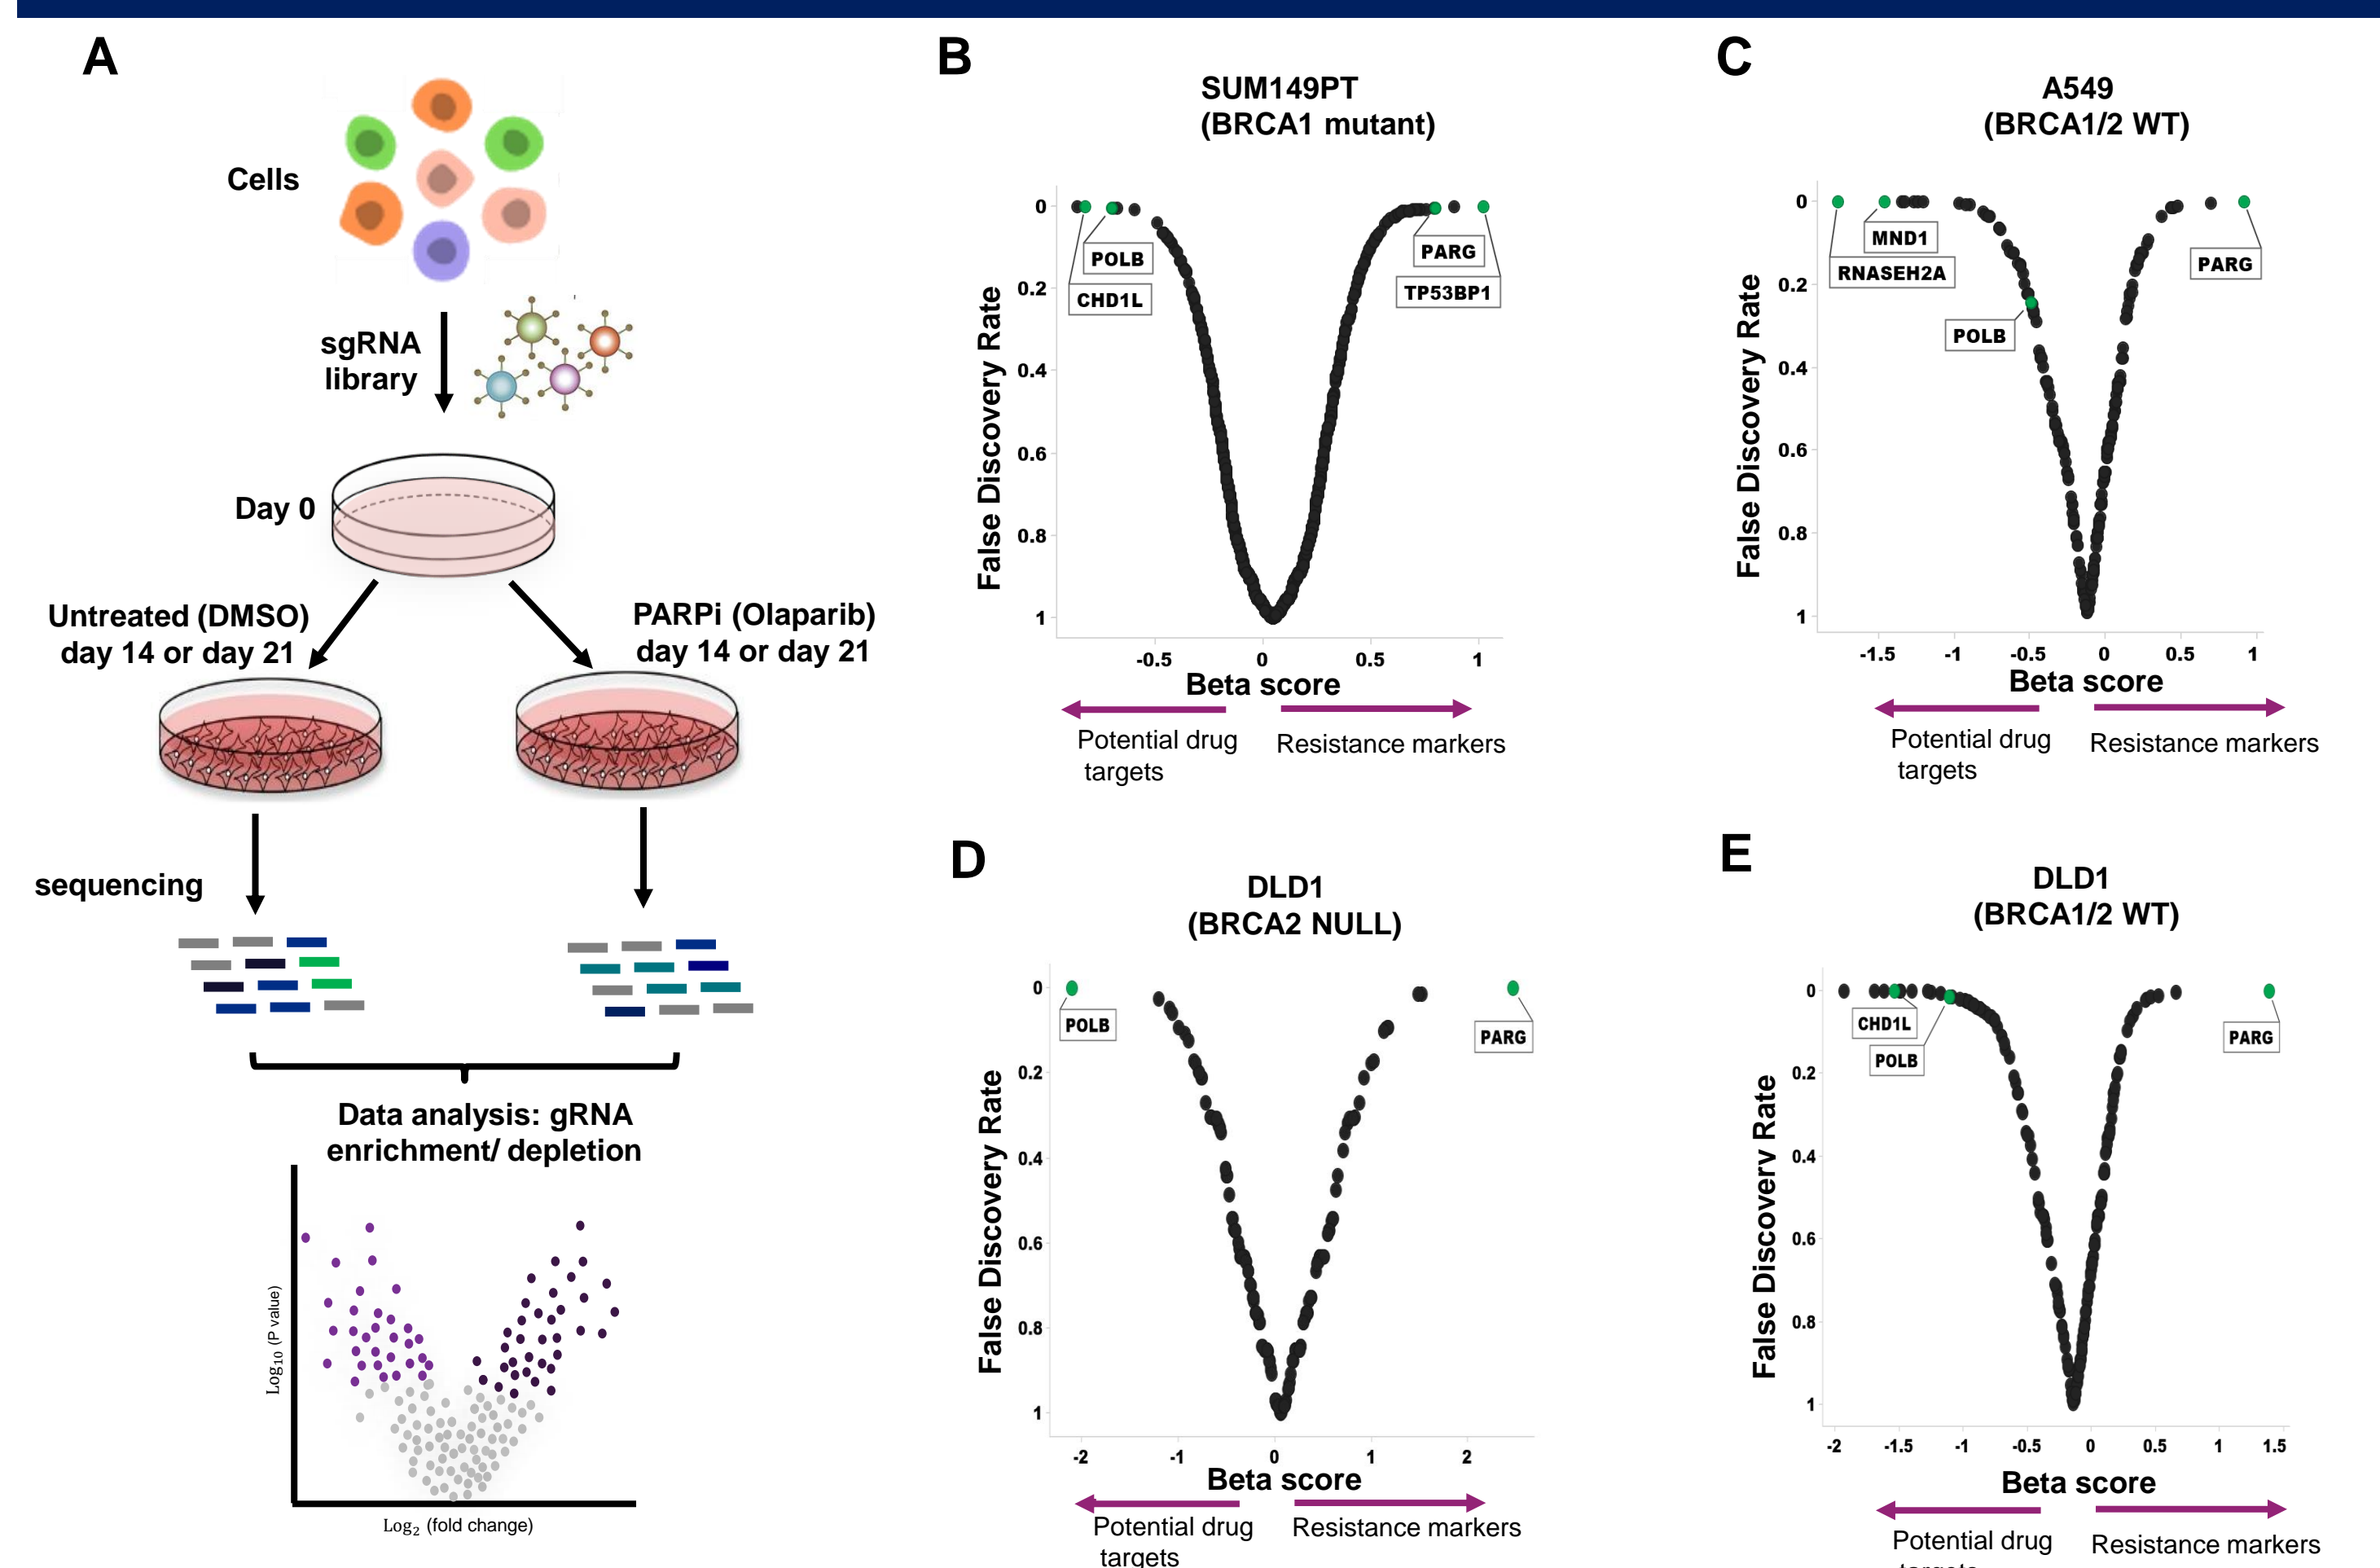 A
Cells
sgRNA
library
Day 0
Untreated (DMSO)
day 14 or day 21
PARPi (Olaparib)
day 14 or day 21
sequencing
Data analysis: gRNA
enrichment/ depletion
Log10 (P value)
Log2 (fold change)
B
SUM149PT
(BRCA1 mutant)
False Discovery Rate
0
0.2
0.4
0.6
0.8
1
POLB
CHD1L
PARG
TP53BP1
-0.5
0
0.5
1
Beta score
Potential drug
targets
Resistance markers
C
A549
(BRCA1/2 WT)
False Discovery Rate
0
0.2
0.4
0.6
0.8
1
MND1
RNASEH2A
POLB
PARG
-1.5
-1
-0.5
0
0.5
1
Beta score
Potential drug
targets
Resistance markers
D
DLD1
(BRCA2 NULL)
False Discovery Rate
0
0.2
0.4
0.6
0.8
1
POLB
PARG
-2
-1
0
1
2
Beta score
Potential drug
targets
Resistance markers
E
DLD1
(BRCA1/2 WT)
False Discovery Rate
0
0.2
0.4
0.6
0.8
1
CHD1L
POLB
PARG
-2
-1.5
-1
-0.5
0
0.5
1
1.5
Beta score
Potential drug
Resistance markers